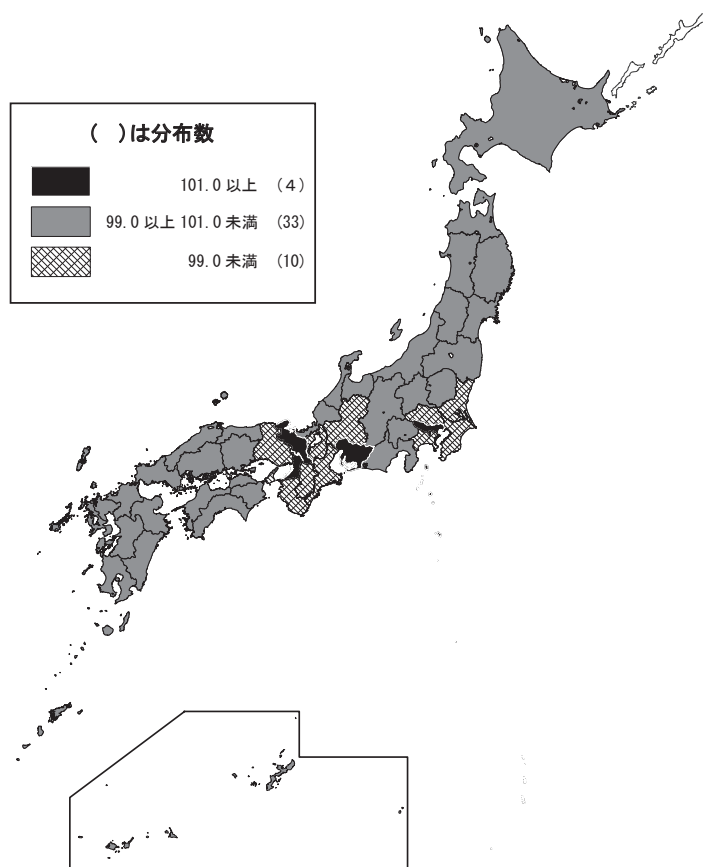 ( )は分布数
101.0 以上 (4)
99.0 以上 101.0 未満 (33)
99.0 未満 (10)